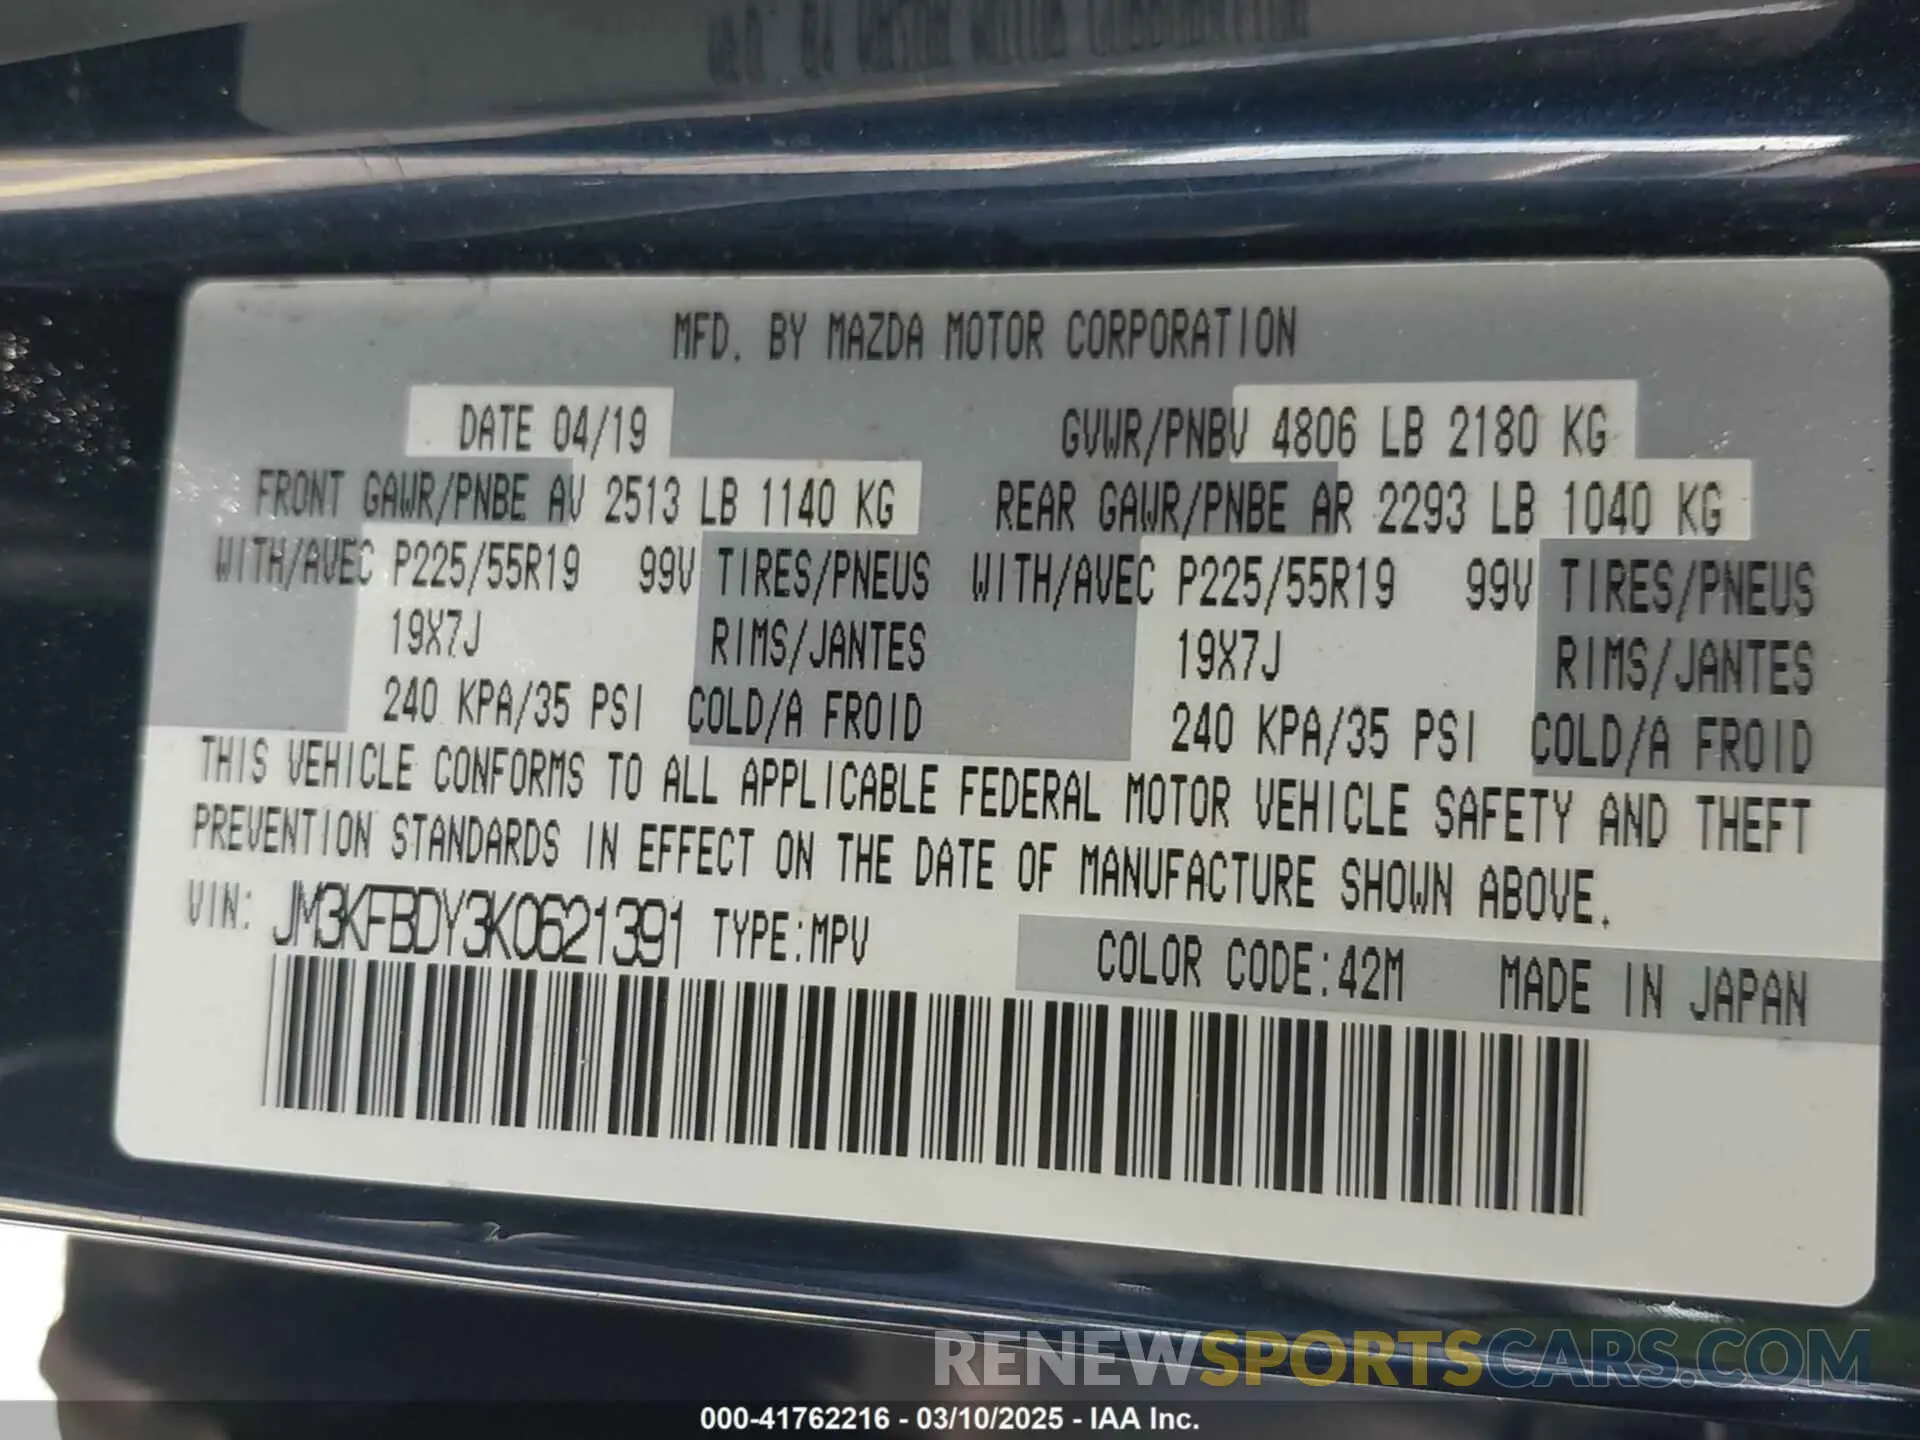 MFD. BY MAZDA MOTOR CORPORATION
DATE 04/19 GVWR/PNBV 4806 LB 2180 KG
FRONT GAWR/PNBE AV 2513 LB 1140 KG REAR GAWR/PNBE AR 2293 LB 1040 KG
WITH/AVEC P225/55R19 99V TIRES/PNEUS WITH/AVEC P225/55R19 99V TIRES/PNEUS
19X7J RIMS/JANTES 19X7J RIMS/JANTES
240 KPA/35 PSI COLD/A FROID 240 KPA/35 PSI COLD/A FROID
THIS VEHICLE CONFORMS TO ALL APPLICABLE FEDERAL MOTOR VEHICLE SAFETY AND THEFT
PREVENTION STANDARDS IN EFFECT ON THE DATE OF MANUFACTURE SHOWN ABOVE.
VIN: JM3KFBDY3K0621391 TYPE:MPV COLOR CODE:42M MADE IN JAPAN
RENEWSPORTSCARS.COM
000-41762216 - 03/10/2025 - IAA Inc.